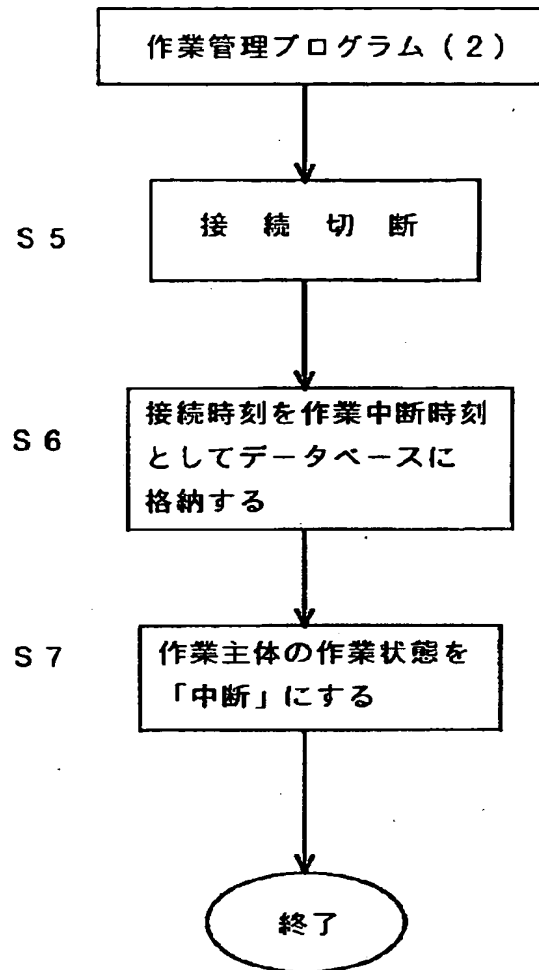 作業管理プログラム（2）
S5
接続切断
S6
接続時刻を作業中断時刻
としてデータベースに
格納する
S7
作業主体の作業状態を
「中断」にする
終了